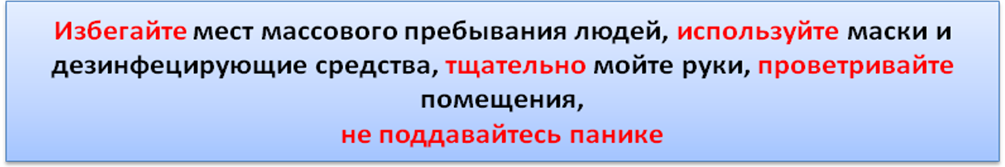 Избегайте мест массового пребывания людей, используйте маски и
дезинфецирующие средства, тщательно мойте руки, проветривайте
помещения,
не поддавайтесь панике